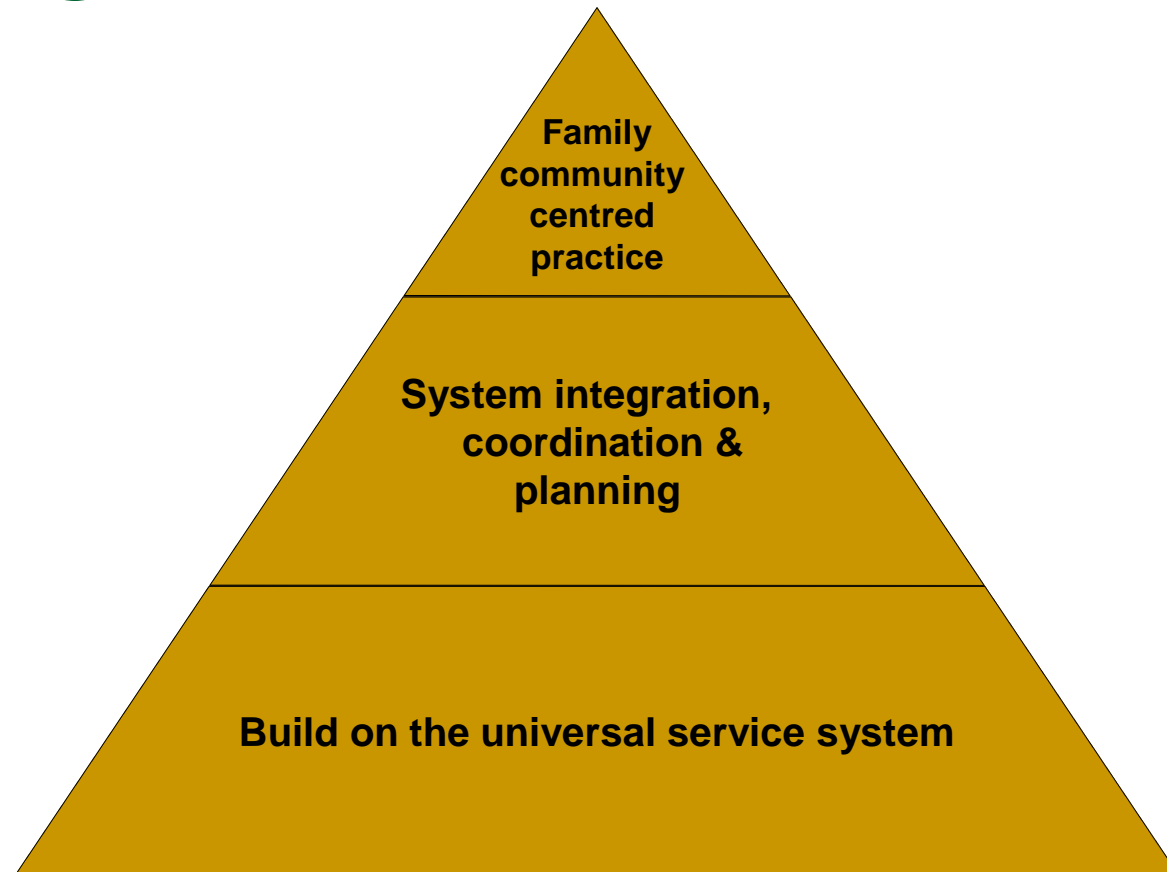 Family
community
centred
practice
System integration,
coordination &
planning
Build on the universal service system